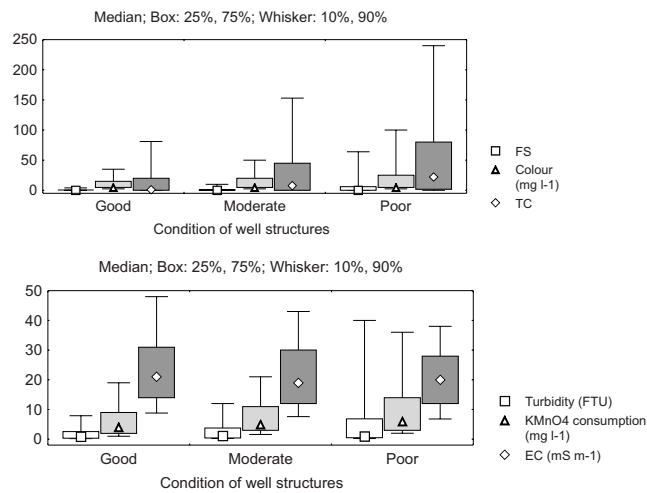 Median; Box: 25%, 75%; Whisker: 10%, 90%
250
200
150
100
50
0
Good Moderate Poor
Condition of well structures
FS
Colour
(mg l-1)
TC
Median; Box: 25%, 75%; Whisker: 10%, 90%
50
40
30
20
10
0
Good Moderate Poor
Condition of well structures
Turbidity (FTU)
KMnO4 consumption
(mg l-1)
EC (mS m-1)